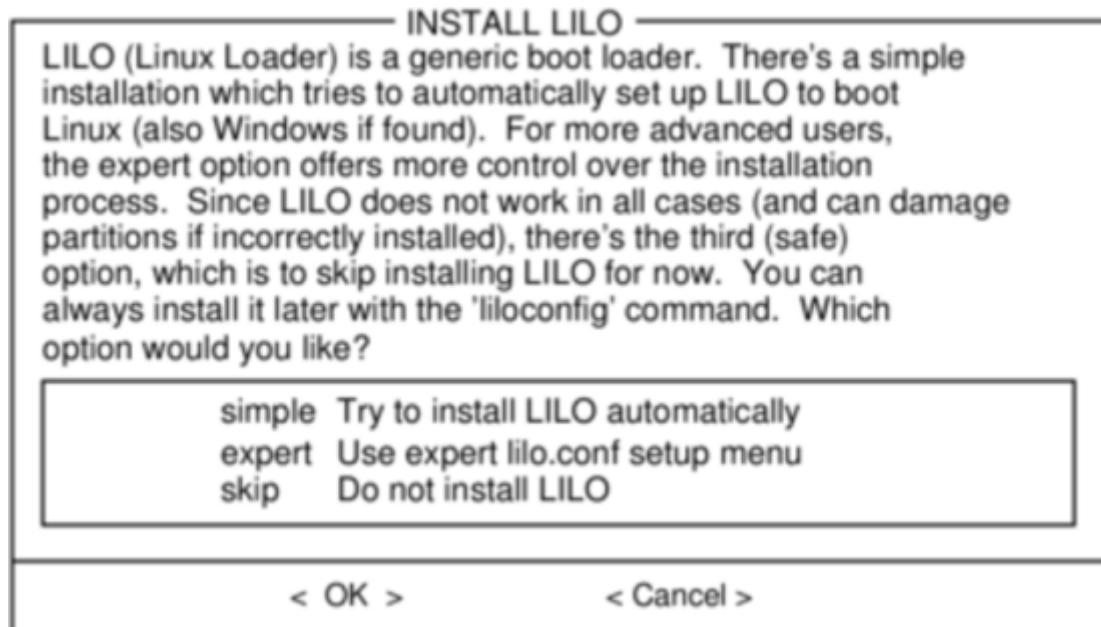 INSTALL LILO
LILO (Linux Loader) is a generic boot loader.  There's a simple
installation which tries to automatically set up LILO to boot
Linux (also Windows if found).  For more advanced users,
the expert option offers more control over the installation
process.  Since LILO does not work in all cases (and can damage
partitions if incorrectly installed), there's the third (safe)
option, which is to skip installing LILO for now.  You can
always install it later with the 'liloconfig' command.  Which
option would you like?
simple  Try to install LILO automatically
expert  Use expert lilo.conf setup menu
skip  Do not install LILO
< OK >  < Cancel >